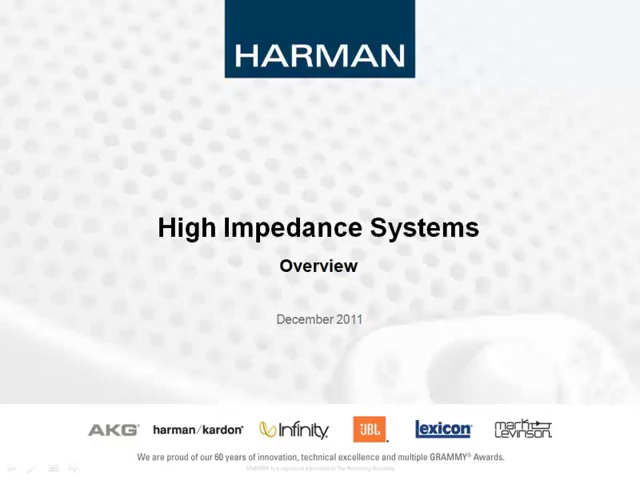 HARMAN
High Impedance Systems
Overview
December 2011
AKG harman/kardon Infinity JBL lexicon mark Levinson
We are proud of our 60 years of innovation, technical excellence and multiple GRAMMY® Awards.